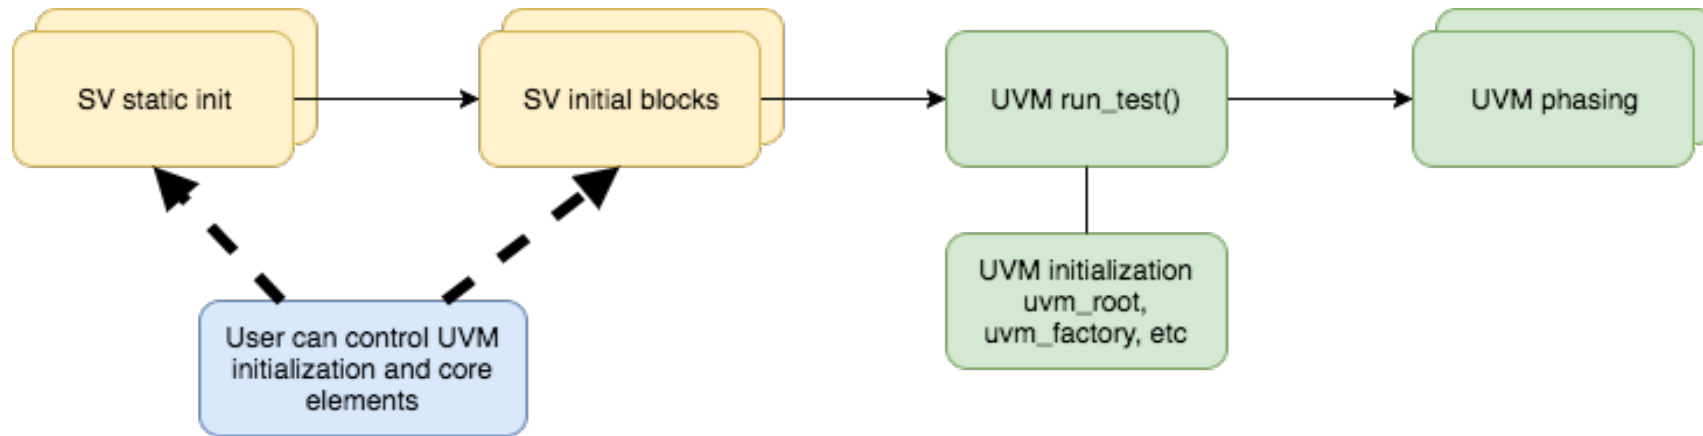 SV static init
SV initial blocks
UVM run_test()
UVM phasing
UVM initialization
uvm_root,
uvm_factory, etc
User can control UVM
initialization and core
elements